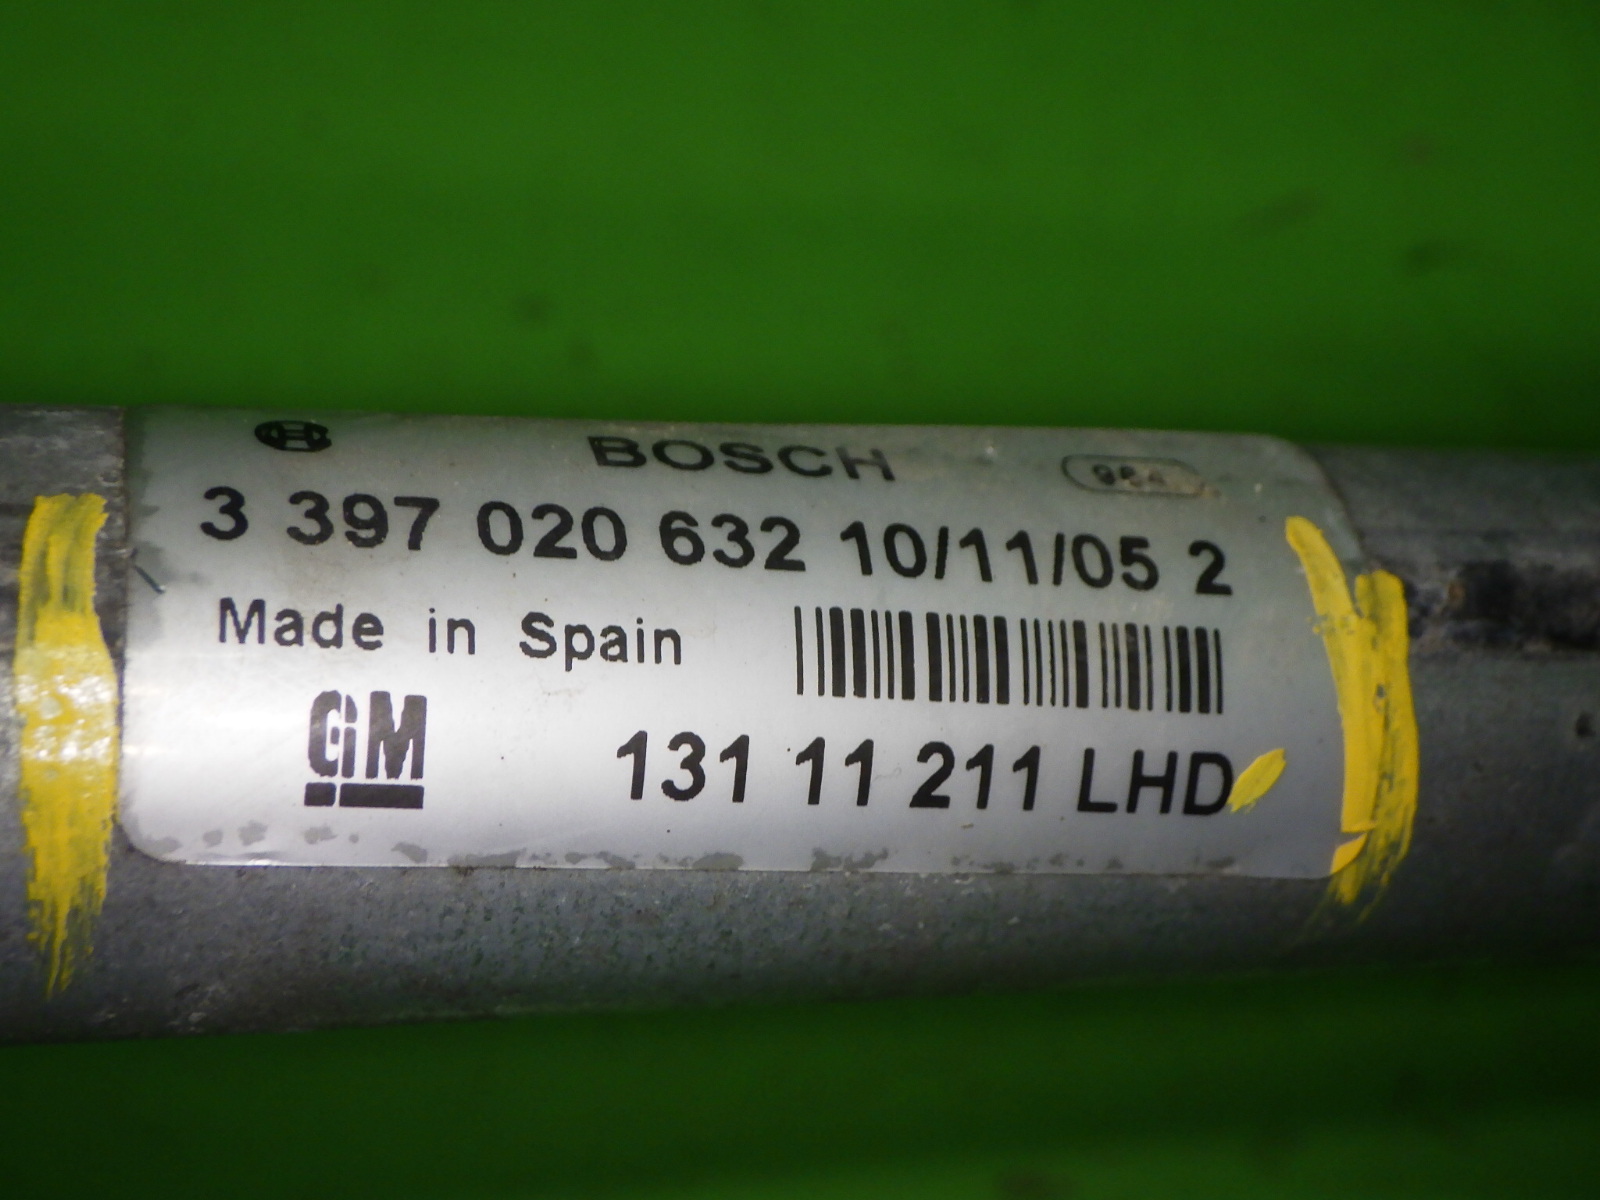 BOSCH
3 397 020 632 10/11/05 2
Made in Spain
GM
131 11 211 LHD